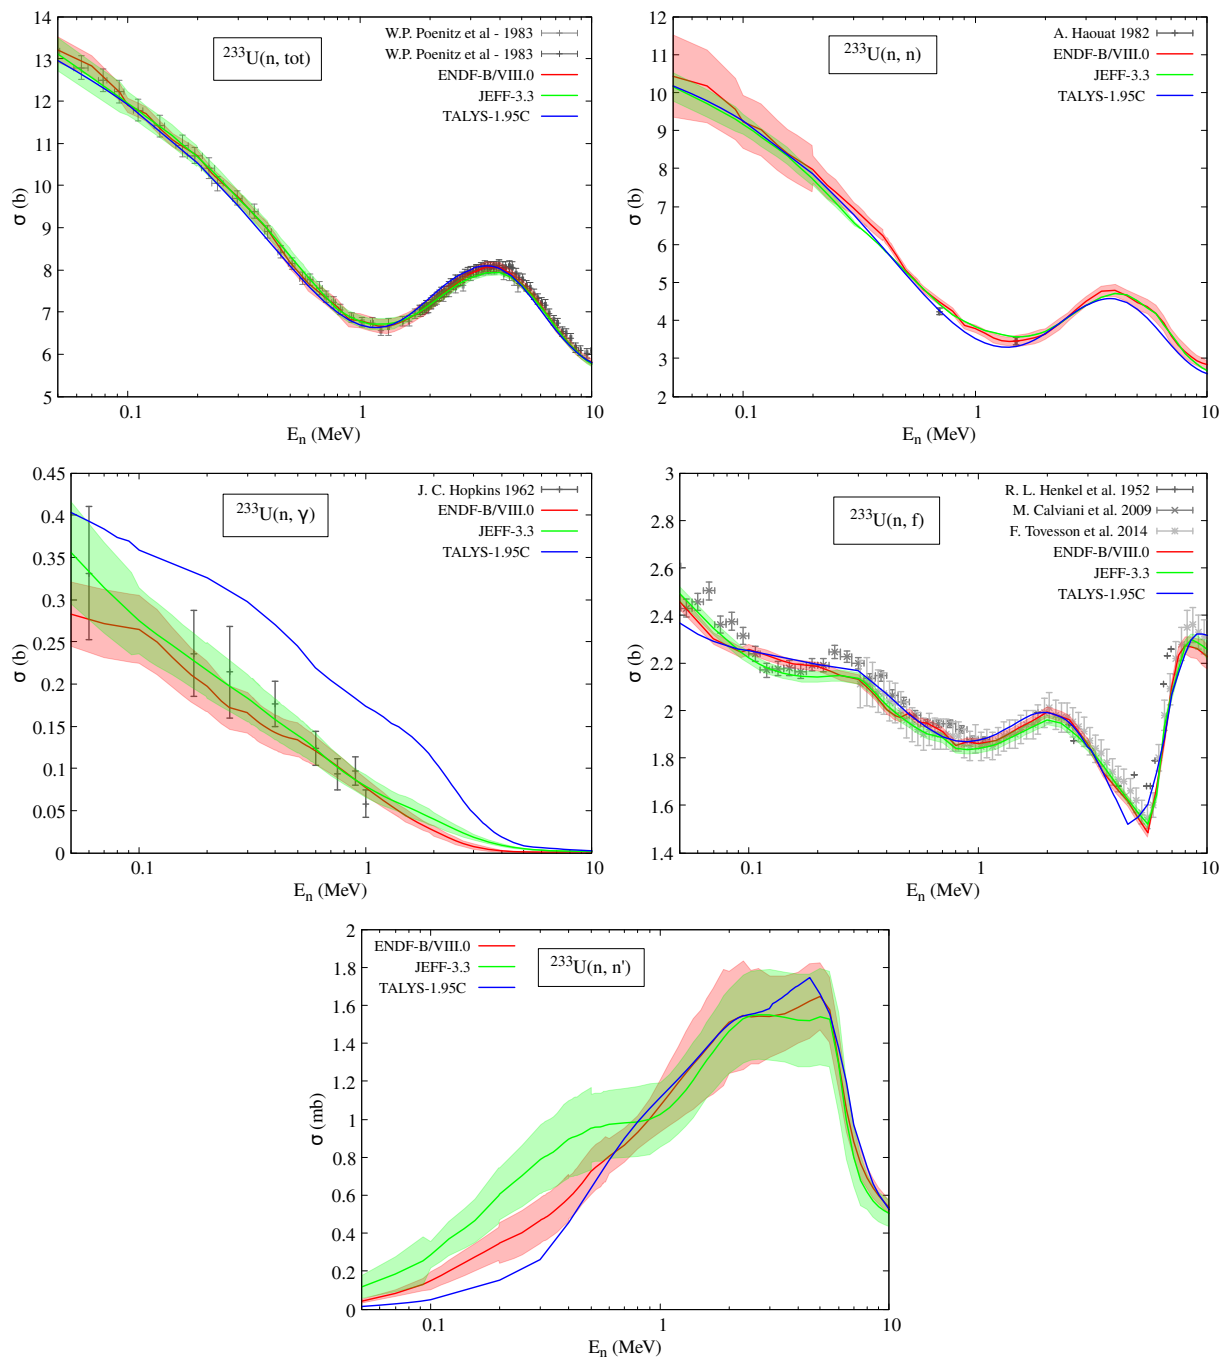 14
13
12
11
10
9
8
7
6
5
σ (b)
0.1
1
10
E_n (MeV)
²³³U(n, tot)
W.P. Poenitz et al - 1983
W.P. Poenitz et al - 1983
ENDF-B/VIII.0
JEFF-3.3
TALYS-1.95C
12
11
10
9
8
7
6
5
4
3
2
σ (b)
0.1
1
10
E_n (MeV)
²³³U(n, n)
A. Haouat 1982
ENDF-B/VIII.0
JEFF-3.3
TALYS-1.95C
0.45
0.4
0.35
0.3
0.25
0.2
0.15
0.1
0.05
0
σ (b)
0.1
1
10
E_n (MeV)
²³³U(n, γ)
J. C. Hopkins 1962
ENDF-B/VIII.0
JEFF-3.3
TALYS-1.95C
3
2.8
2.6
2.4
2.2
2
1.8
1.6
1.4
σ (b)
0.1
1
10
E_n (MeV)
²³³U(n, f)
R. L. Henkel et al. 1952
M. Calviani et al. 2009
F. Tovesson et al. 2014
ENDF-B/VIII.0
JEFF-3.3
TALYS-1.95C
2
1.8
1.6
1.4
1.2
1
0.8
0.6
0.4
0.2
0
σ (mb)
0.1
1
10
E_n (MeV)
ENDF-B/VIII.0
JEFF-3.3
TALYS-1.95C
²³³U(n, n')